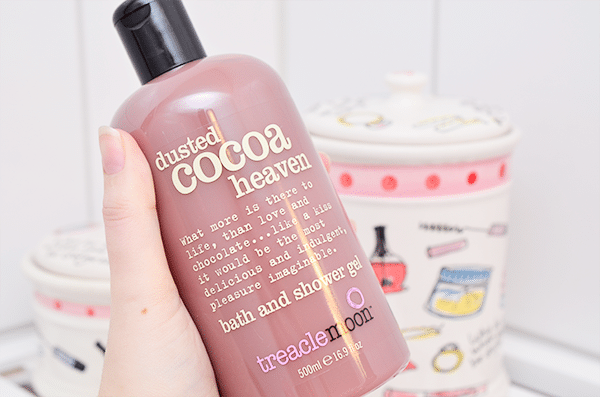 dusted
cocoa
heaven
What more is there to
life, than love and
chocolate...like a kiss
it would be the most
delicious and indulgent,
pleasure imaginable.
bath and shower gel
treaclemoon™
500ml e 16.9 fl oz